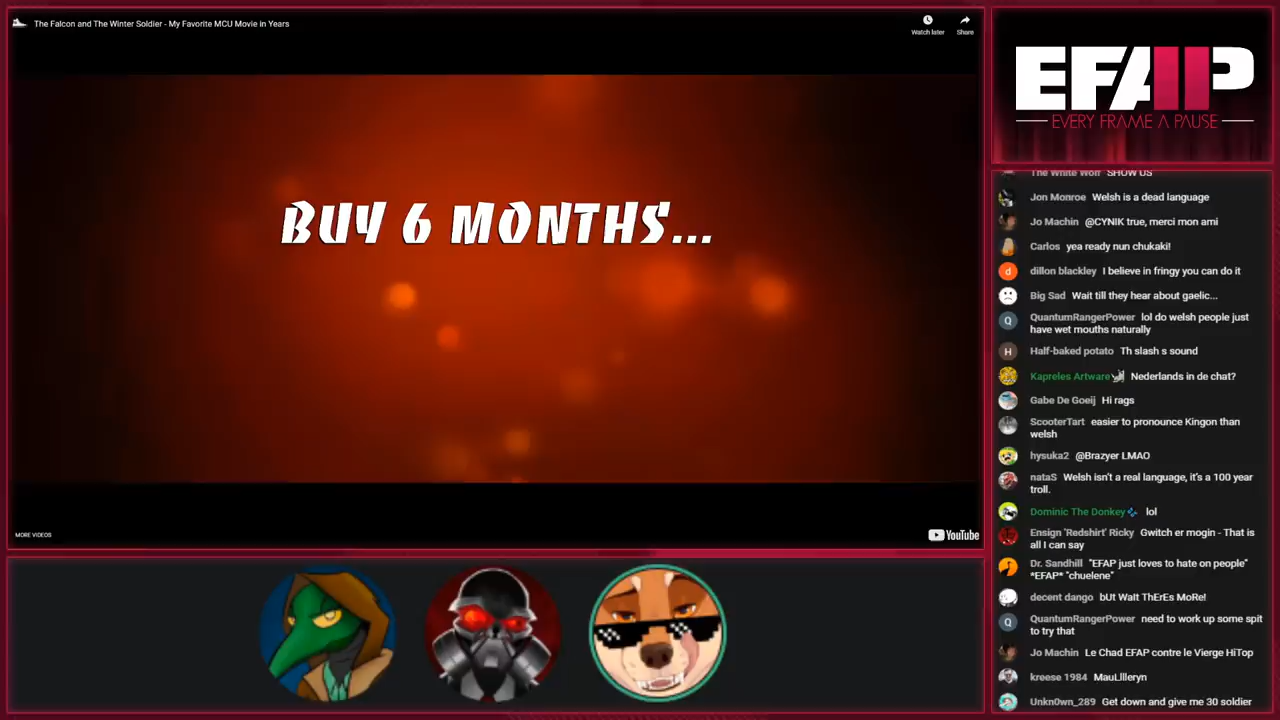 The Falcon and The Winter Soldier - My Favorite MCU Movie in Years
Watch later
Share
BUY 6 MONTHS...
MORE VIDEOS
YouTube
EFAP
EVERY FRAME A PAUSE
The White Wolf SHOW US
Jon Monroe Welsh is a dead language
Jo Machin @CYNIK true, merci mon ami
Carlos yea ready nun chukaki!
d
dillon blackley I believe in fringy you can do it
Big Sad Wait till they hear about gaelic...
Q
QuantumRangerPower lol do welsh people just
have wet mouths naturally
H
Half-baked potato Th slash s sound
Kapreles Artware Nederlands in de chat?
Gabe De Goeij Hi rags
ScooterTart easier to pronounce Kingon than
welsh
hysuka2 @Brazyer LMAO
nataS Welsh isn't a real language, it's a 100 year
troll.
Dominic The Donkey lol
Ensign 'Redshirt' Ricky Gwitch er mogin - That is
all I can say
Dr. Sandhill "EFAP just loves to hate on people"
*EFAP* "chuelene"
decent dango bUt WaIt ThErEs MoRe!
Q
QuantumRangerPower need to work up some spit
to try that
Jo Machin Le Chad EFAP contre le Vierge HiTop
kreese 1984 MauLllleryn
Unkn0wn_289 Get down and give me 30 soldier